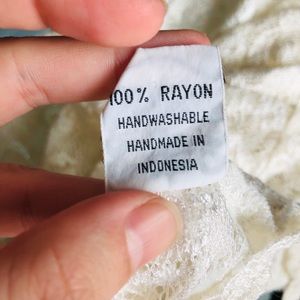 100% RAYON
HANDWASHABLE
HANDMADE IN
INDONESIA